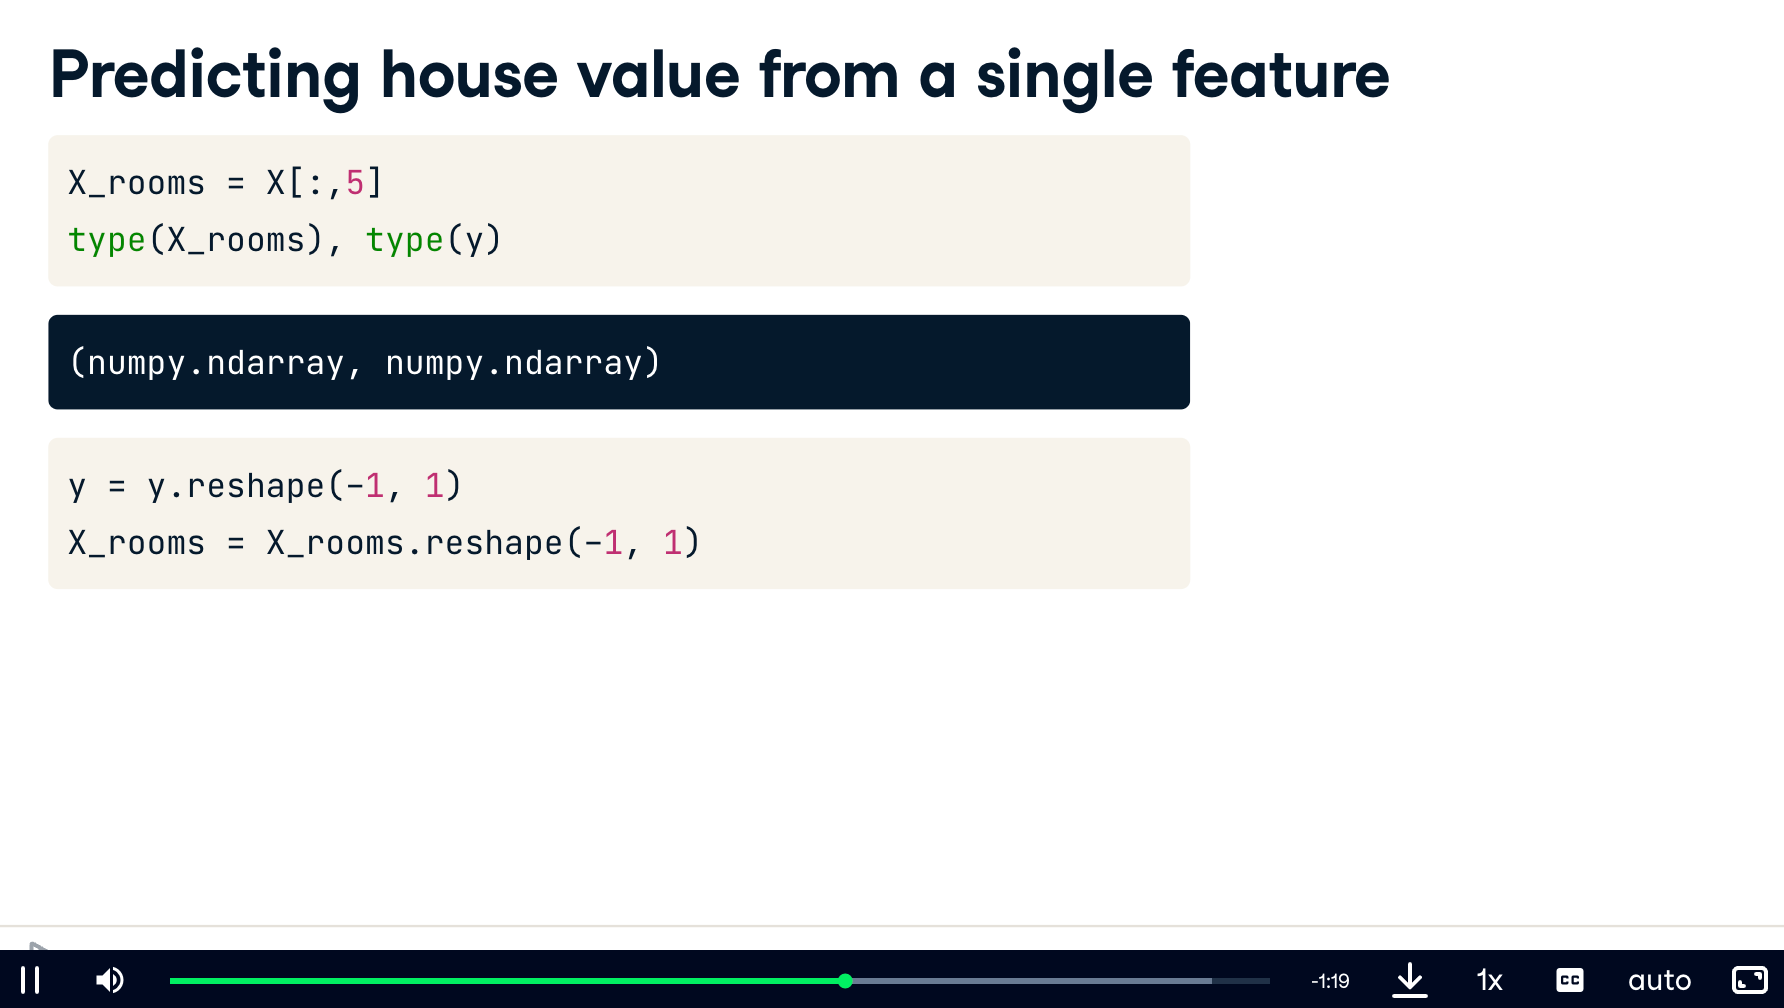 Predicting house value from a single feature
X_rooms = X[:,5]
type(X_rooms), type(y)
(numpy.ndarray, numpy.ndarray)
y = y.reshape(-1, 1)
X_rooms = X_rooms.reshape(-1, 1)
-1:19 1x CC auto